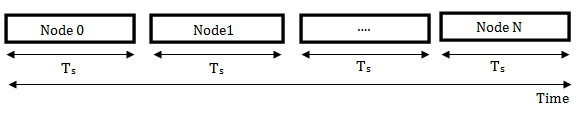 Node 0 Node1 .... Node N
Tₛ Tₛ Tₛ Tₛ
Time